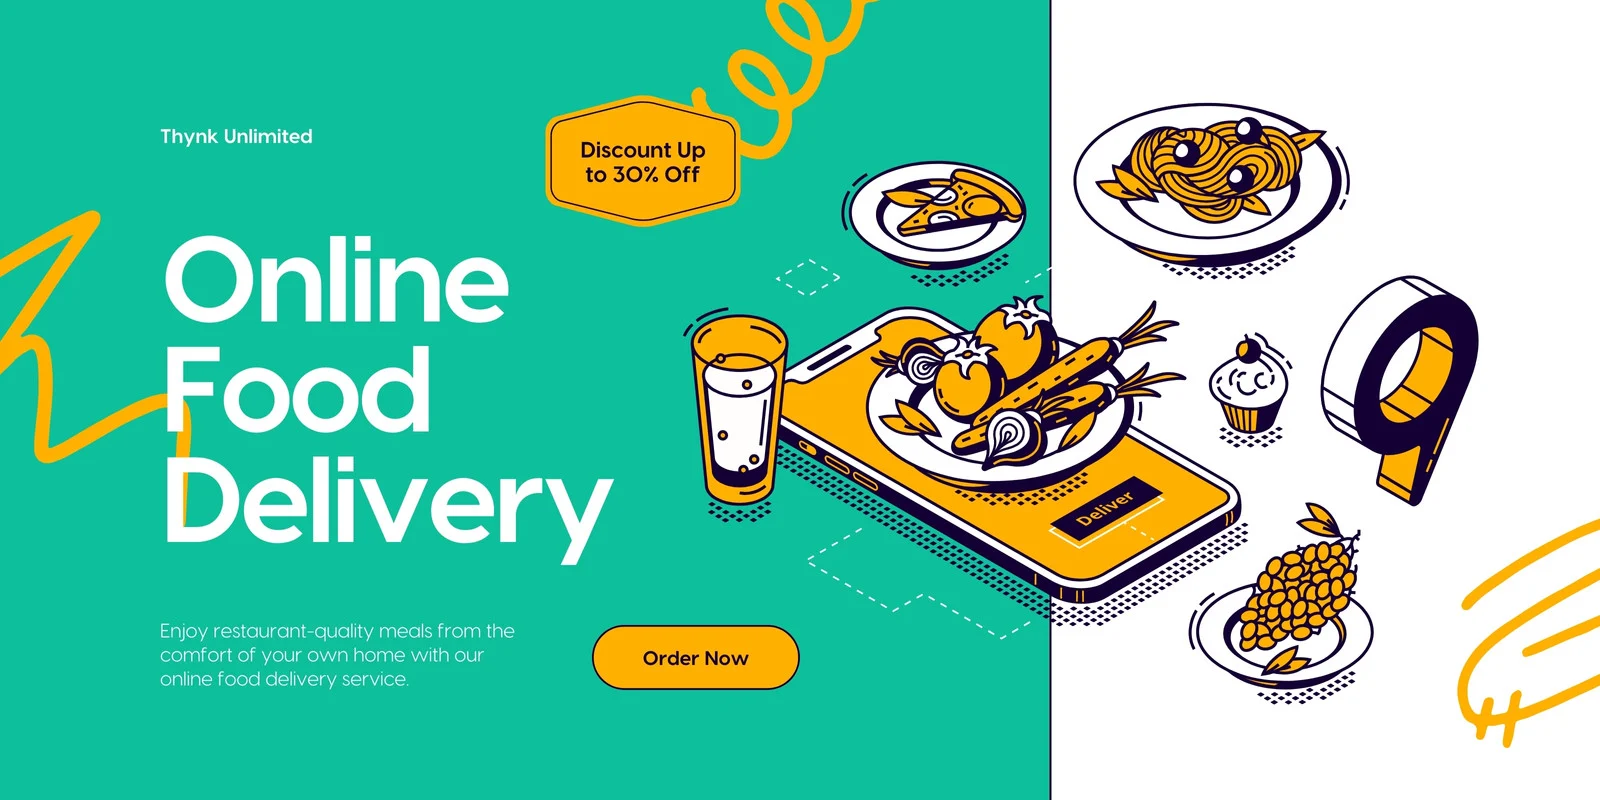 Thynk Unlimited
Discount Up
to 30% Off
Online
Food
Delivery
Deliver
Enjoy restaurant-quality meals from the
comfort of your own home with our
online food delivery service.
Order Now